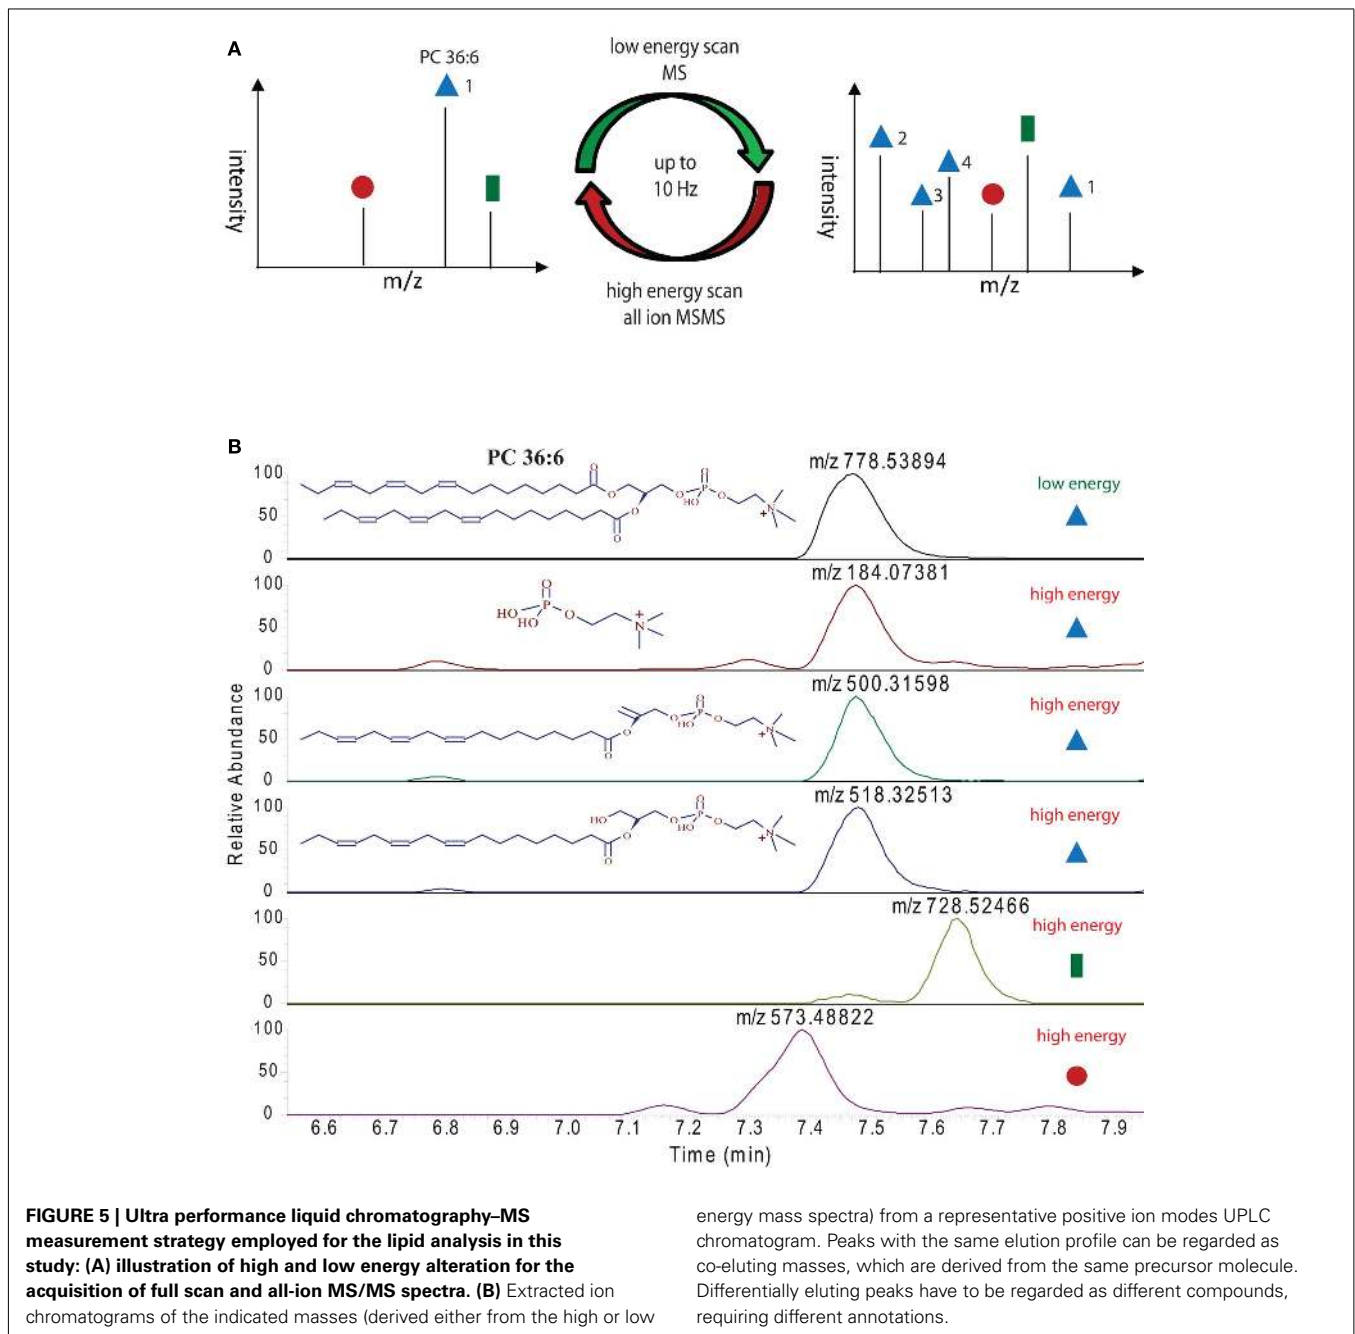 A
PC 36:6
1
intensity
m/z
low energy scan
MS
up to
10 Hz
high energy scan
all ion MSMS
2
3
4
1
intensity
m/z
B
Relative Abundance
PC 36:6
m/z 778.53894
low energy
100
50
0
O
O
O
O
O
P
O
HO
O
N
+
m/z 184.07381
high energy
100
50
0
O
HO
P
HO
O
N
+
m/z 500.31598
high energy
100
50
0
O
O
O
P
O
HO
O
N
+
m/z 518.32513
high energy
100
50
0
HO
O
O
O
P
O
HO
O
N
+
m/z 728.52466
high energy
100
50
0
m/z 573.48822
high energy
100
50
0
6.6 6.7 6.8 6.9 7.0 7.1 7.2 7.3 7.4 7.5 7.6 7.7 7.8 7.9
Time (min)
FIGURE 5 | Ultra performance liquid chromatography–MS
measurement strategy employed for the lipid analysis in this
study: (A) illustration of high and low energy alteration for the
acquisition of full scan and all-ion MS/MS spectra. (B) Extracted ion
chromatograms of the indicated masses (derived either from the high or low
energy mass spectra) from a representative positive ion modes UPLC
chromatogram. Peaks with the same elution profile can be regarded as
co-eluting masses, which are derived from the same precursor molecule.
Differentially eluting peaks have to be regarded as different compounds,
requiring different annotations.